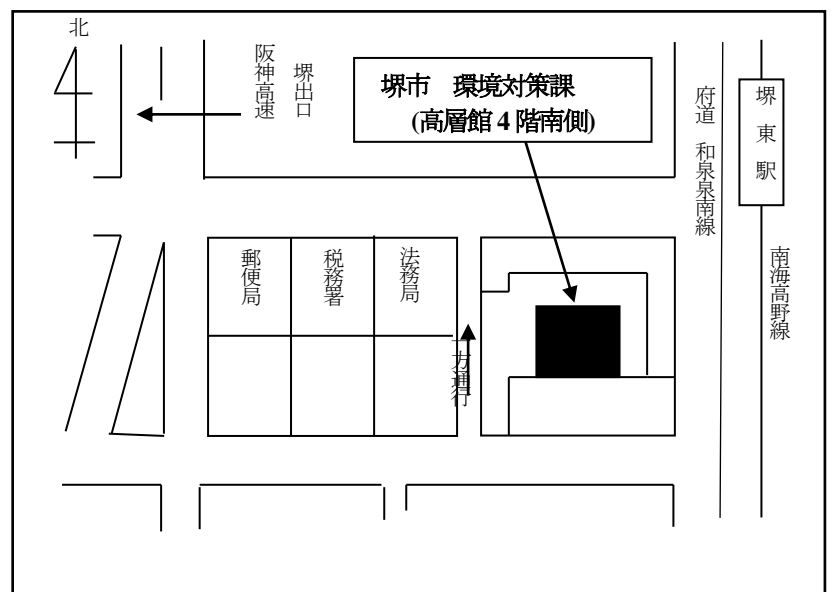 北
阪神高速
堺出口
堺市　環境対策課
(高層館 4 階南側)
府道　和泉泉南線
堺東駅
南海高野線
郵便局
税務署
法務局
一方通行